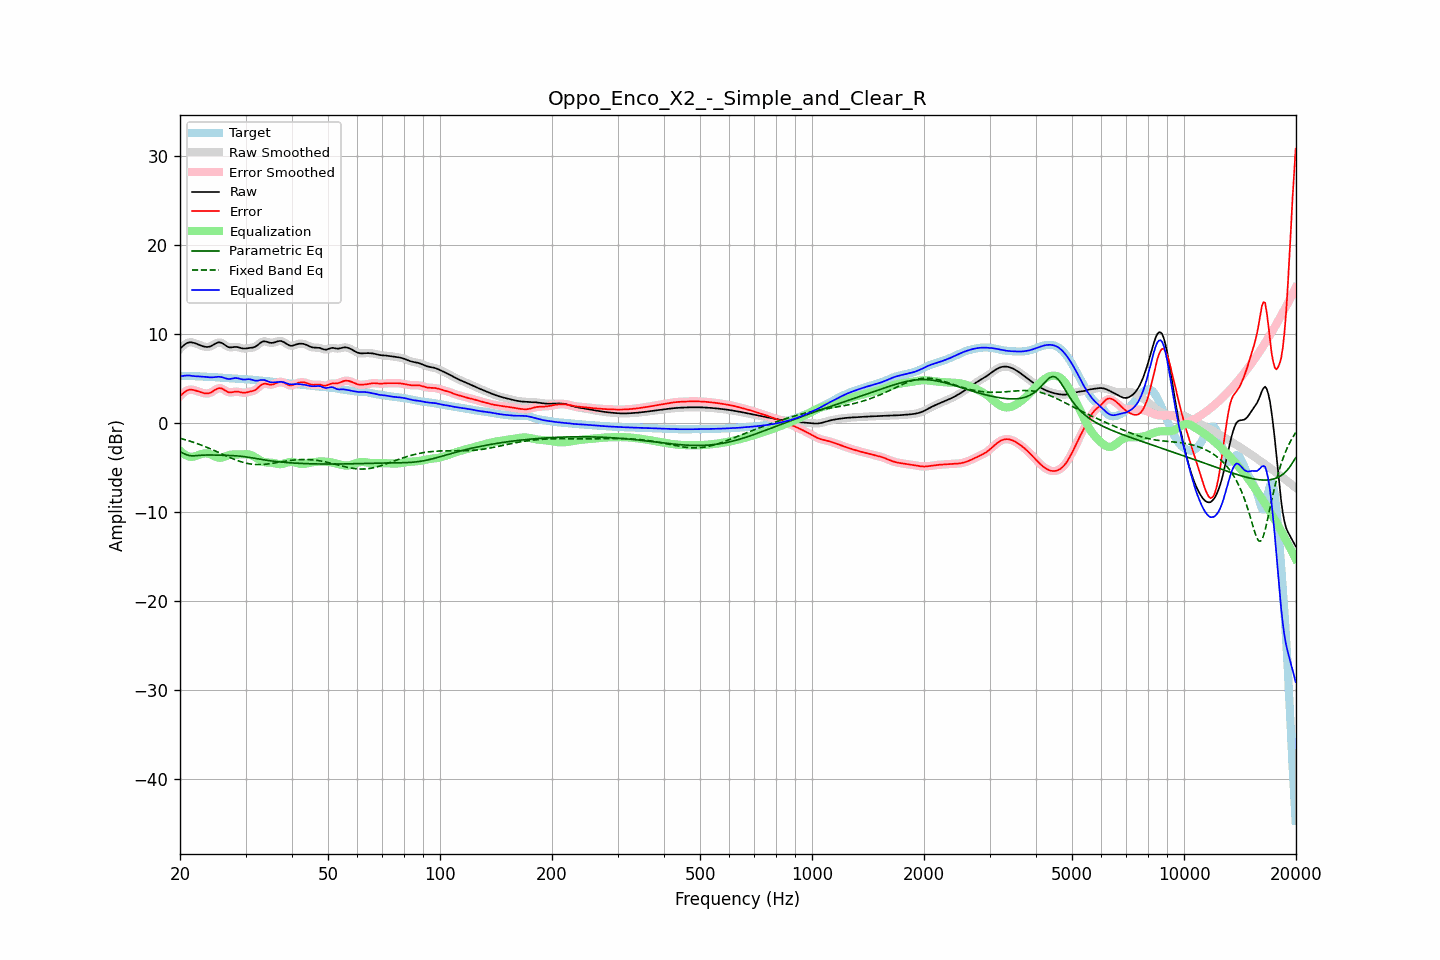 Oppo_Enco_X2_-_Simple_and_Clear_R
Target
Raw Smoothed
Error Smoothed
Raw
Error
Equalization
Parametric Eq
Fixed Band Eq
Equalized
30
20
10
0
−10
−20
−30
−40
Amplitude (dBr)
20 50 100 200 500 1000 2000 5000 10000 20000
Frequency (Hz)